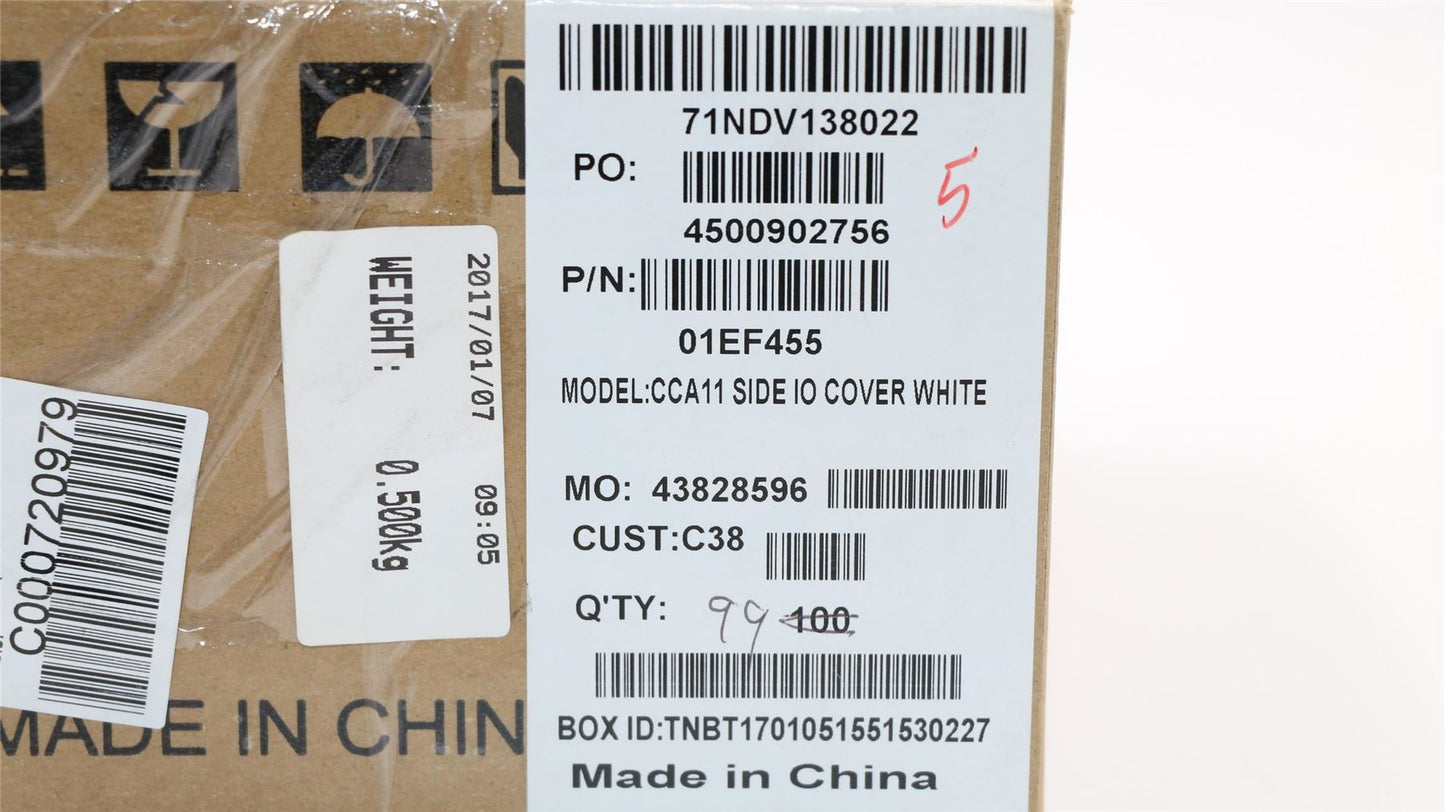 71NDV138022
PO:
4500902756
5
P/N:
01EF455
MODEL:CCA11 SIDE IO COVER WHITE
MO: 43828596
CUST:C38
Q'TY: 99 100
BOX ID:TNBT1701051551530227
Made in China
2017/01/07 09:05
WEIGHT: 0.500kg
C000720979
MADE IN CHIN